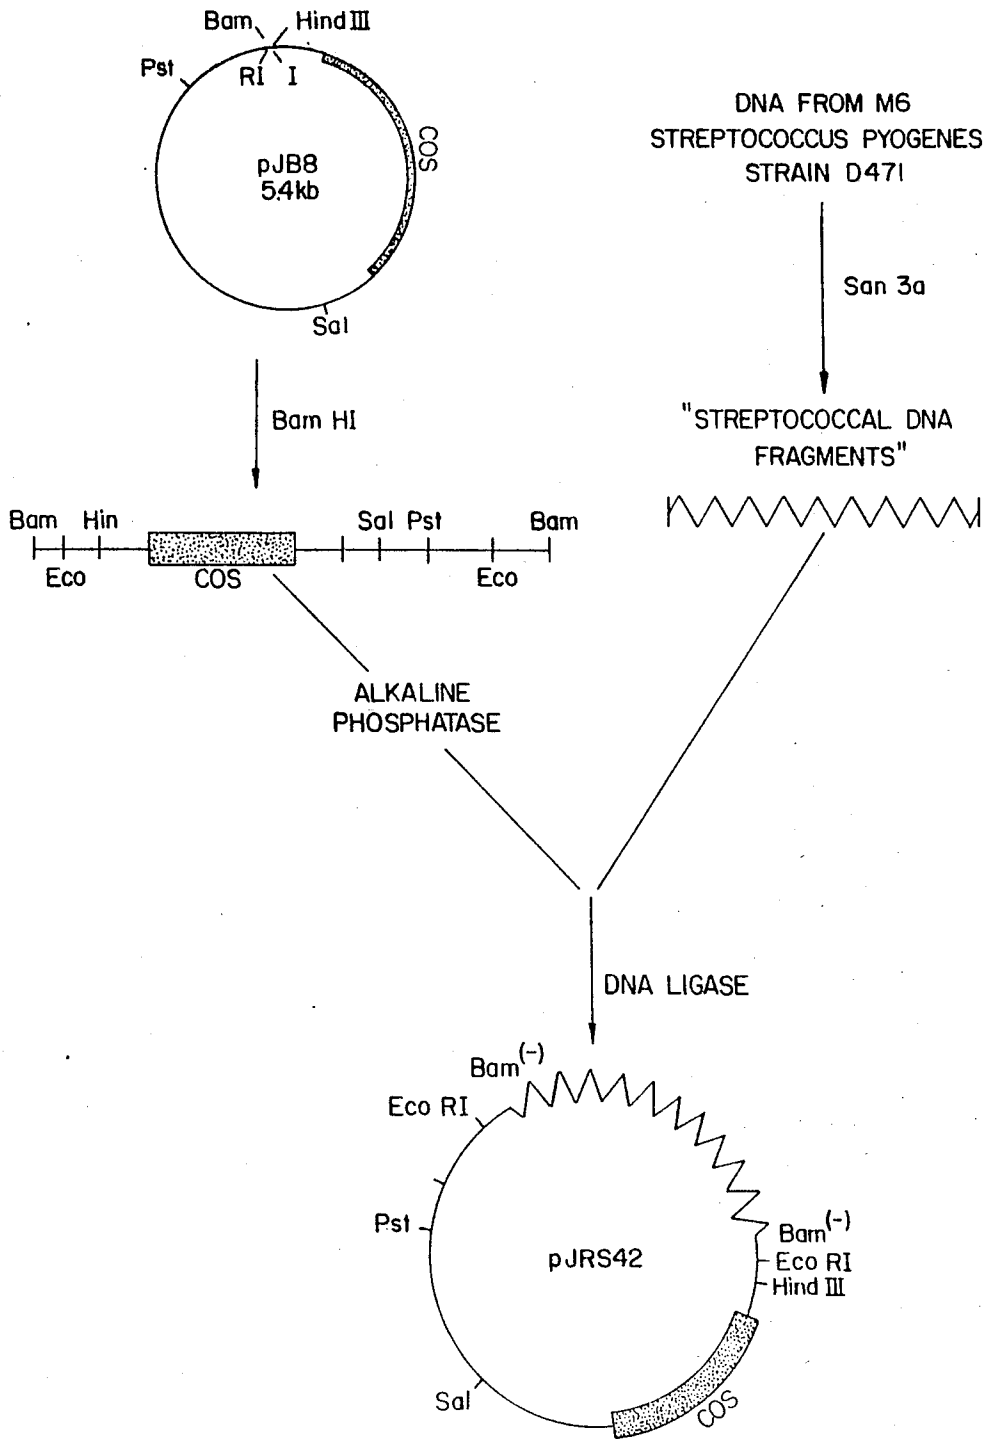 Bam
Hind III
Pst
RI I
COS
pJB8
5.4kb
Sal
Bam HI
DNA FROM M6
STREPTOCOCCUS PYOGENES
STRAIN D471
San 3a
"STREPTOCOCCAL DNA
FRAGMENTS"
Bam Hin Sal Pst Bam
Eco COS Eco
ALKALINE
PHOSPHATASE
DNA LIGASE
Bam(-)
Eco RI
Pst
pJRS42
Bam(-)
Eco RI
Hind III
Sal
COS